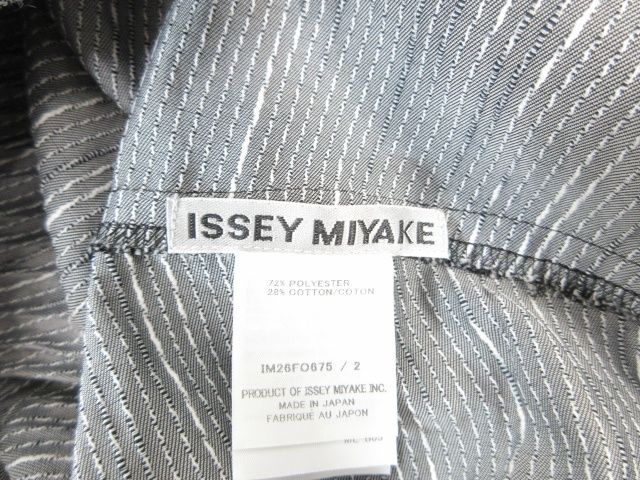 ISSEY MIYAKE
72% POLYESTER
28% COTTON/COTON
IM26FO675 / 2
PRODUCT OF ISSEY MIYAKE INC.
MADE IN JAPAN
FABRIQUÉ AU JAPON